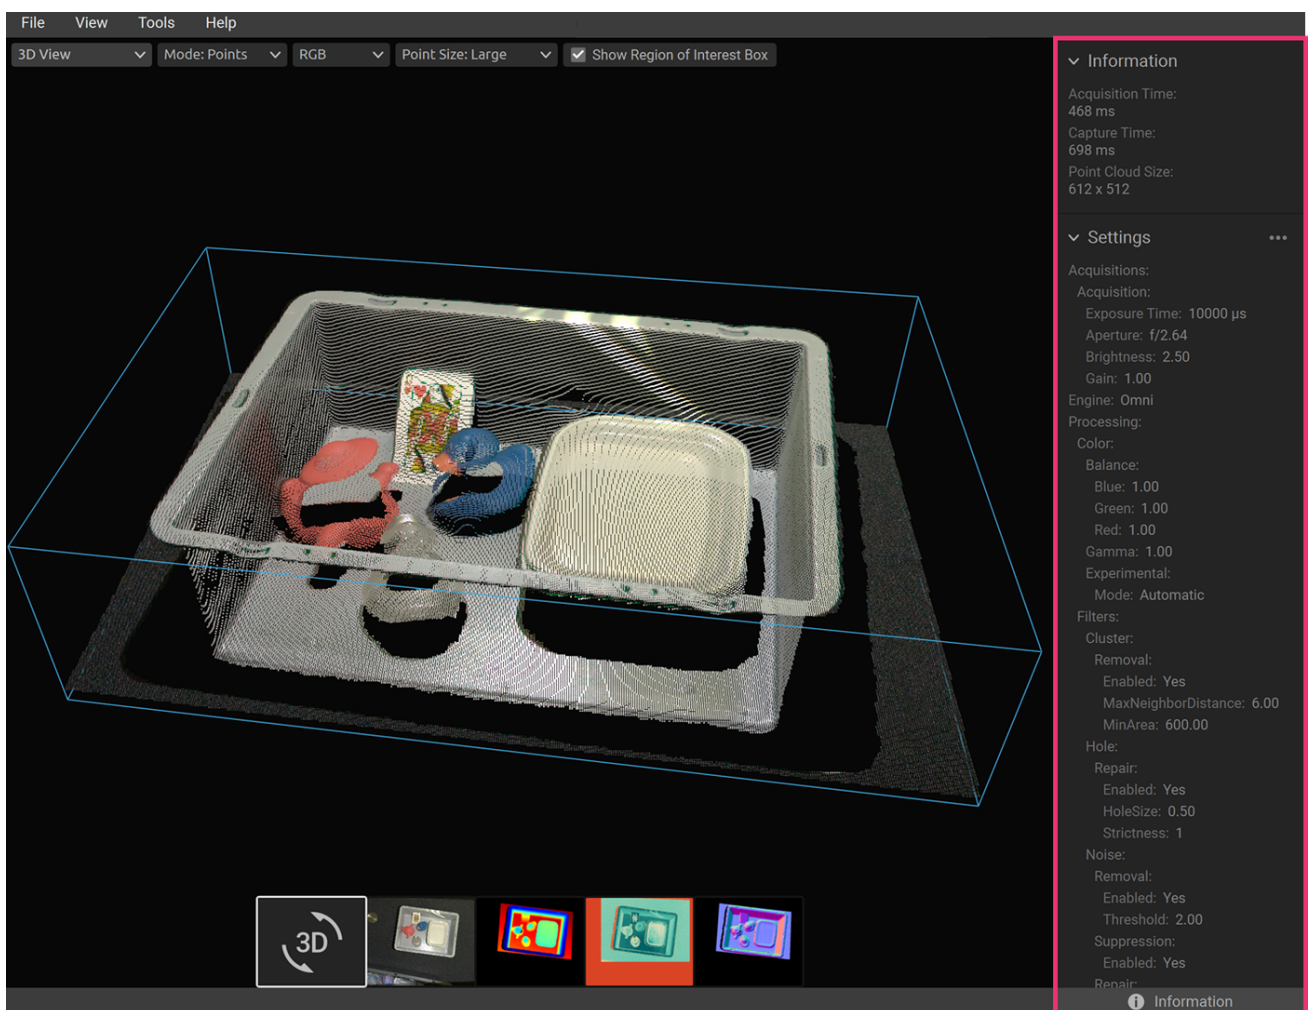 File View Tools Help
3D View Mode: Points RGB Point Size: Large Show Region of Interest Box
Information
Acquisition Time:
468 ms
Capture Time:
698 ms
Point Cloud Size:
612 x 512
Settings
Acquisitions:
Acquisition:
Exposure Time: 10000 µs
Aperture: f/2.64
Brightness: 2.50
Gain: 1.00
Engine: Omni
Processing:
Color:
Balance:
Blue: 1.00
Green: 1.00
Red: 1.00
Gamma: 1.00
Experimental:
Mode: Automatic
Filters:
Cluster:
Removal:
Enabled: Yes
MaxNeighborDistance: 6.00
MinArea: 600.00
Hole:
Repair:
Enabled: Yes
HoleSize: 0.50
Strictness: 1
Noise:
Removal:
Enabled: Yes
Threshold: 2.00
Suppression:
Enabled: Yes
Repair:
3D
Information